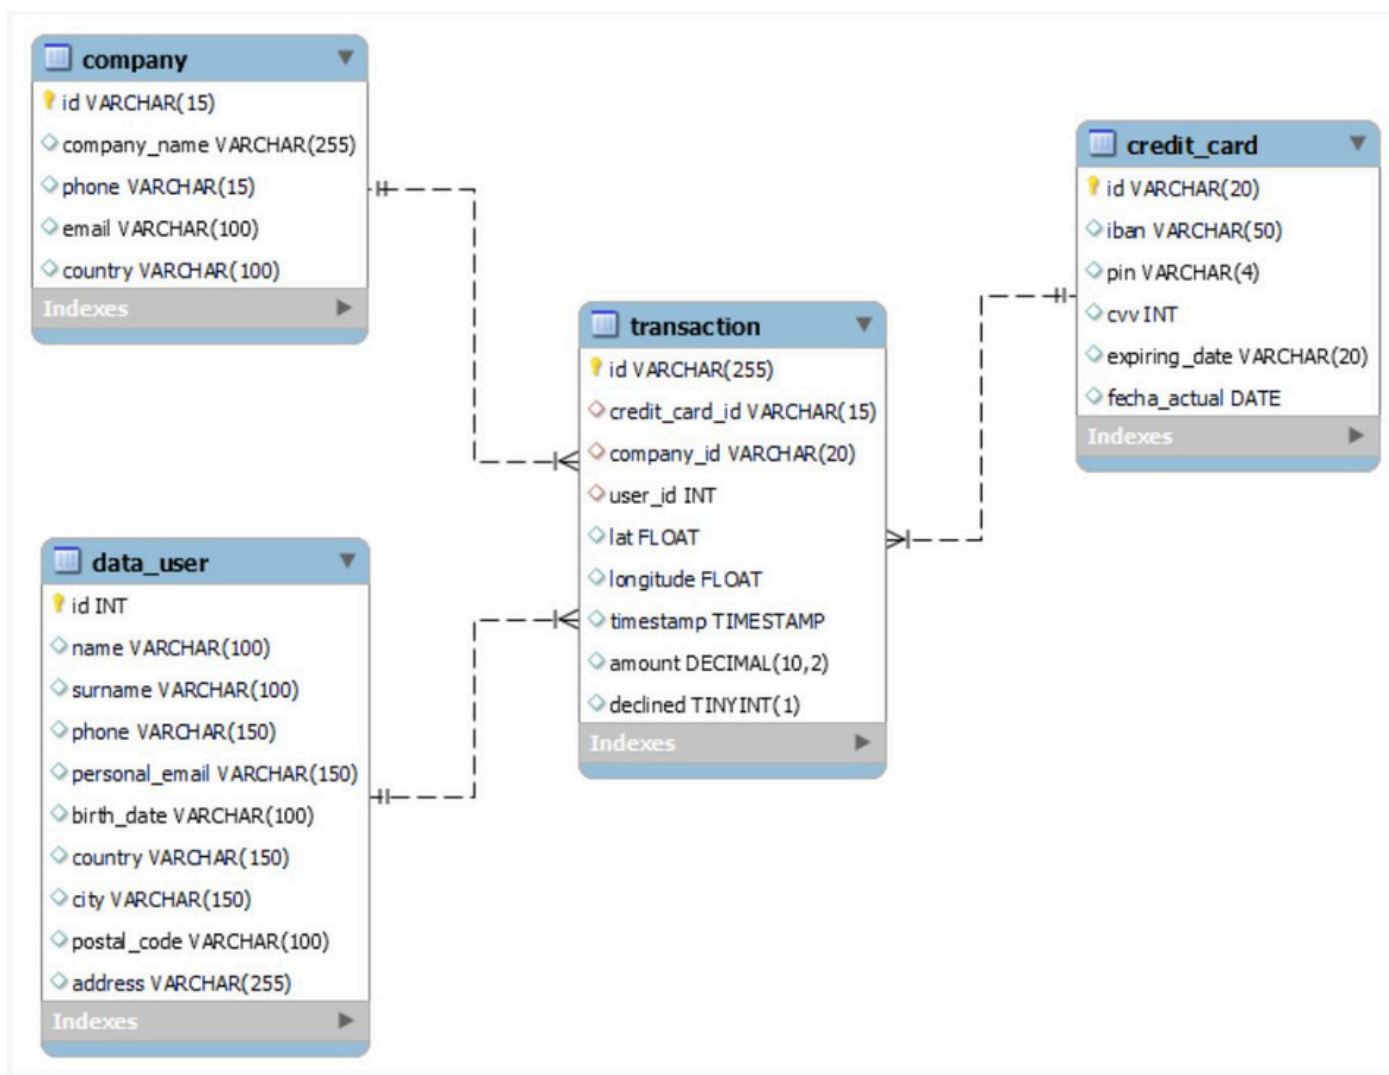 company
id VARCHAR(15)
company_name VARCHAR(255)
phone VARCHAR(15)
email VARCHAR(100)
country VARCHAR(100)
Indexes
data_user
id INT
name VARCHAR(100)
surname VARCHAR(100)
phone VARCHAR(150)
personal_email VARCHAR(150)
birth_date VARCHAR(100)
country VARCHAR(150)
city VARCHAR(150)
postal_code VARCHAR(100)
address VARCHAR(255)
Indexes
transaction
id VARCHAR(255)
credit_card_id VARCHAR(15)
company_id VARCHAR(20)
user_id INT
lat FLOAT
longitude FLOAT
timestamp TIMESTAMP
amount DECIMAL(10,2)
declined TINYINT(1)
Indexes
credit_card
id VARCHAR(20)
iban VARCHAR(50)
pin VARCHAR(4)
cvv INT
expiring_date VARCHAR(20)
fecha_actual DATE
Indexes